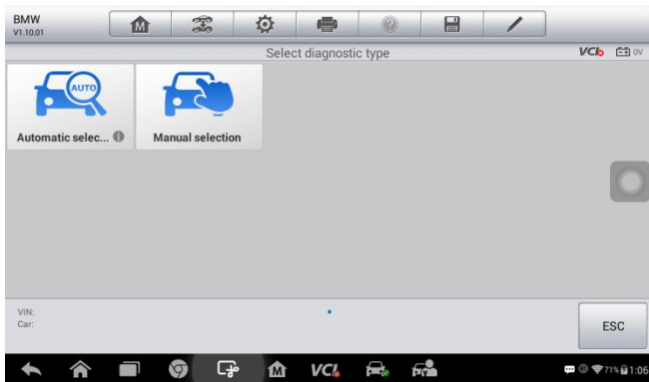 BMW
V1.10.01
M
Select diagnostic type
VCI
0V
AUTO
Automatic selec...
Manual selection
VIN:
Car:
ESC
M
VCI
71%
1:06